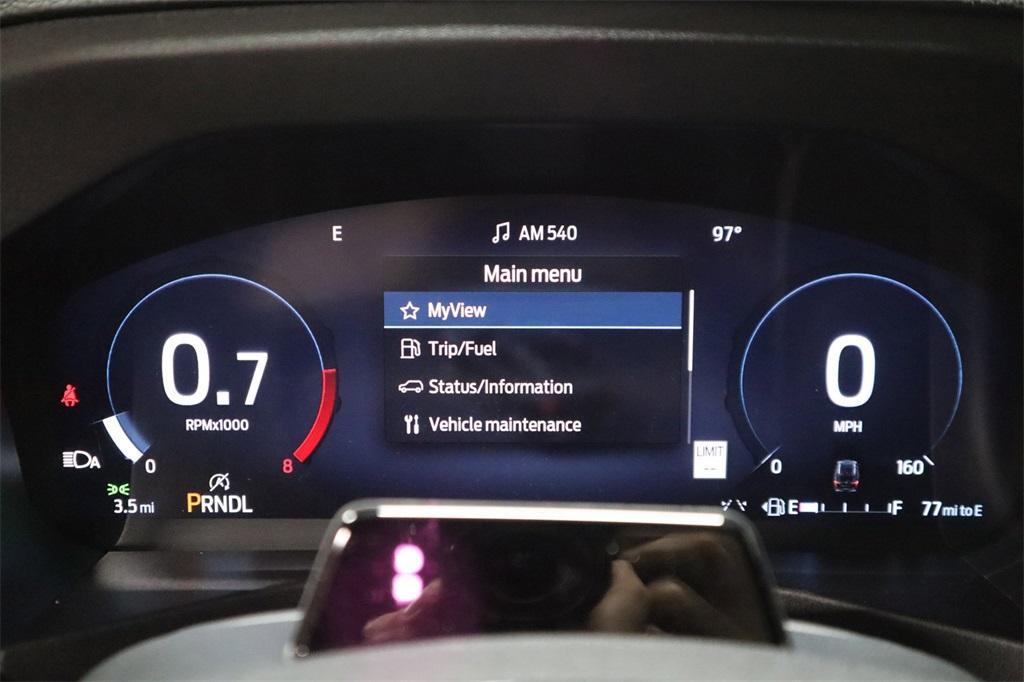 E
AM 540
97°
Main menu
MyView
Trip/Fuel
Status/Information
Vehicle maintenance
0.7
RPMx1000
0
8
A
3.5 mi
PRNDL
0
MPH
0
160
LIMIT
--
E
F
77 mi to E